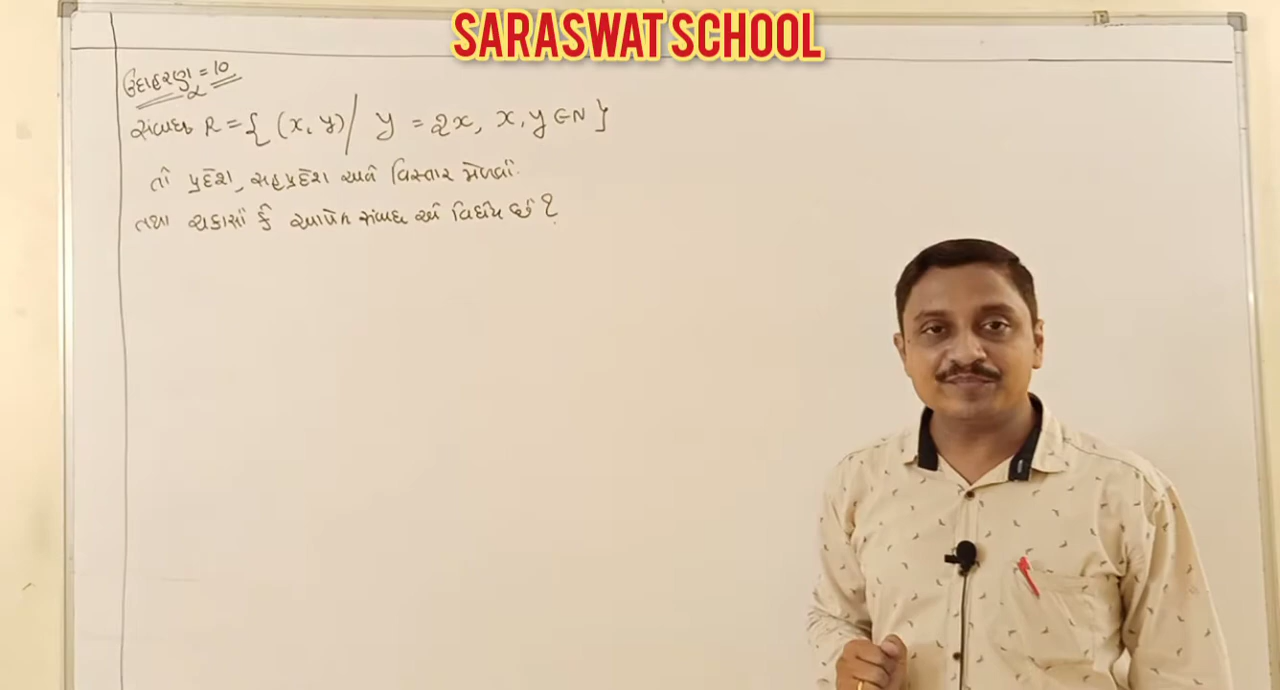 SARASWAT SCHOOL
ઉદાહરણ = 10
સંબંધ R = { (x, y) / y = 2x, x, y ∈ N }
તો પ્રદેશ, સહપ્રદેશ અને વિસ્તાર મેળવો.
તથા ચકાસો કે આપેલ સંબંધ એ વિધેય છે ?